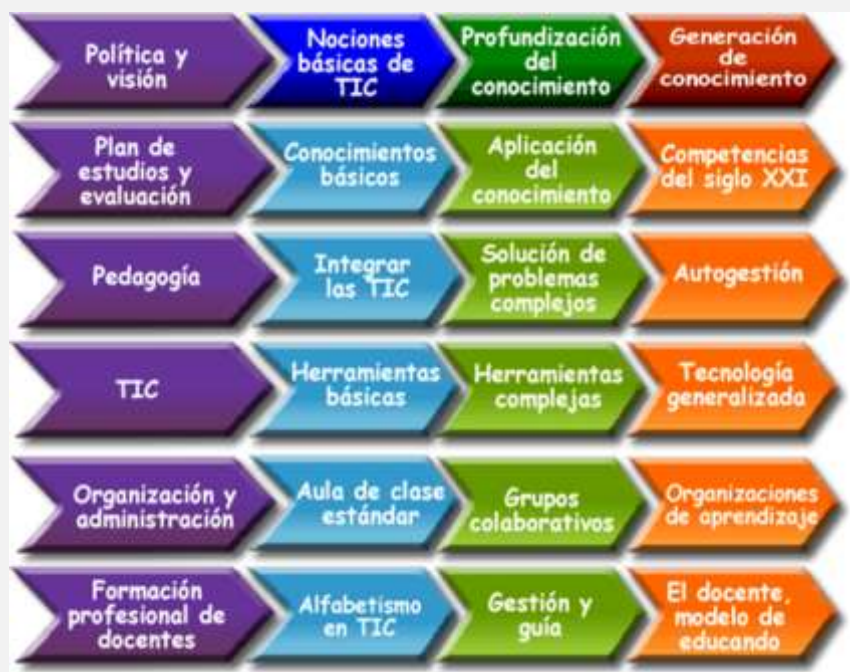 Política y
visión
Nociones
básicas de
TIC
Profundización
del
conocimiento
Generación
de
conocimiento
Plan de
estudios y
evaluación
Conocimientos
básicos
Aplicación
del
conocimiento
Competencias
del siglo XXI
Pedagogía
Integrar
las TIC
Solución de
problemas
complejos
Autogestión
TIC
Herramientas
básicas
Herramientas
complejas
Tecnología
generalizada
Organización y
administración
Aula de clase
estándar
Grupos
colaborativos
Organizaciones
de aprendizaje
Formación
profesional de
docentes
Alfabetismo
en TIC
Gestión y
guía
El docente,
modelo de
educando